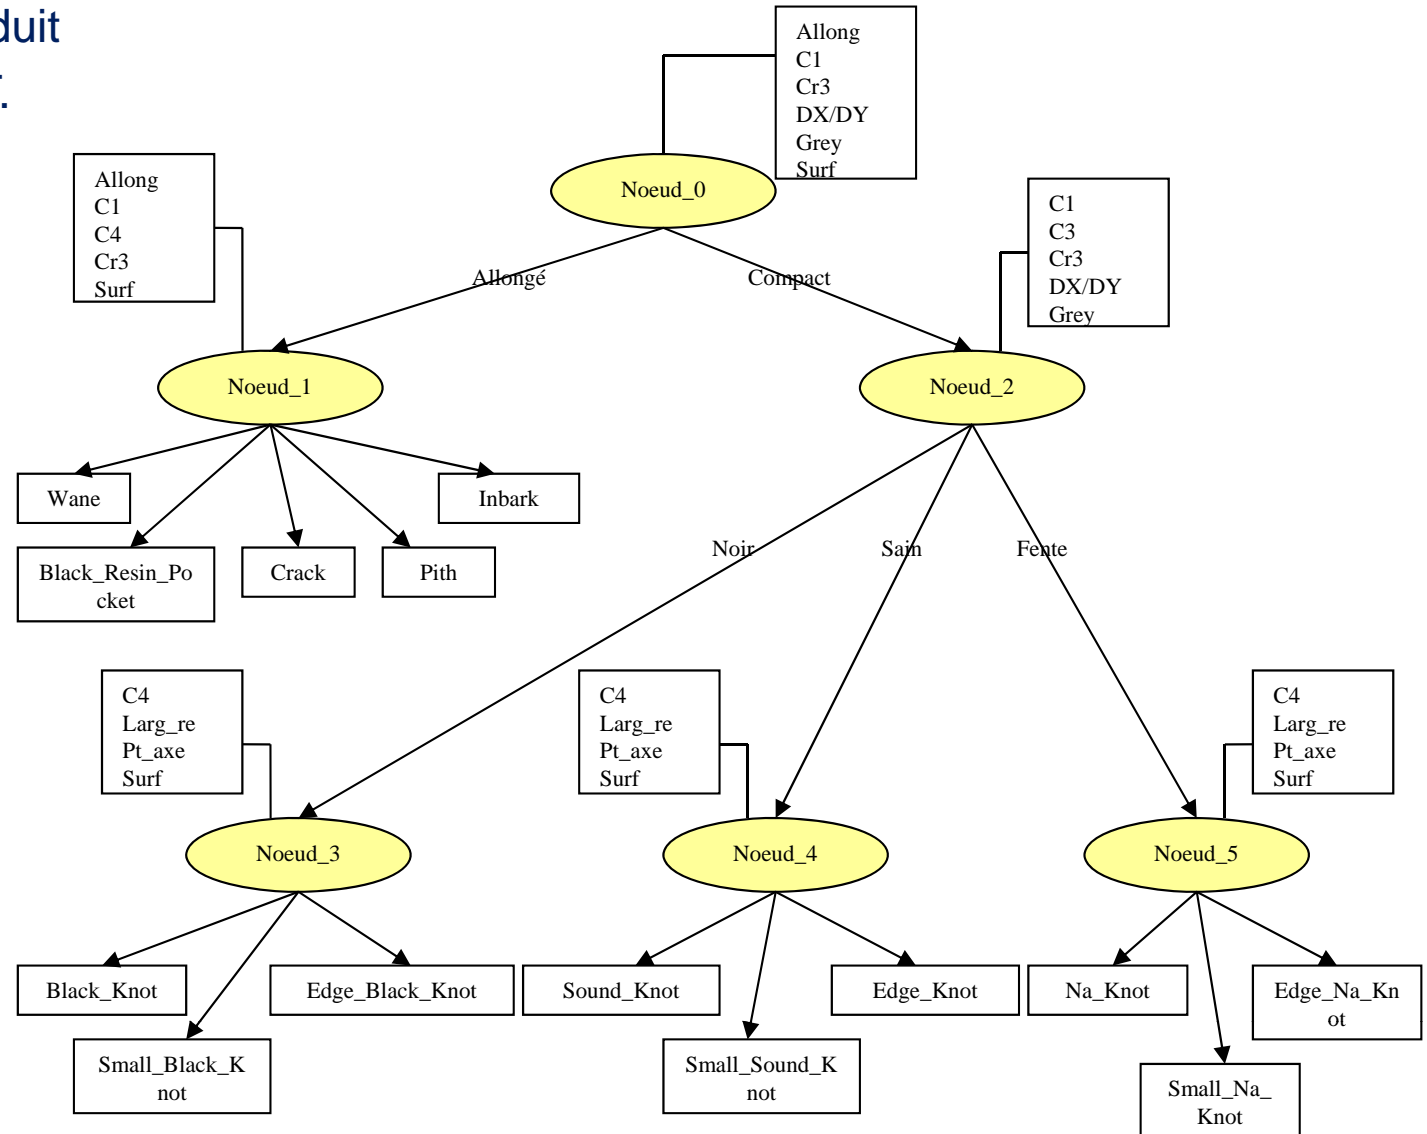 duit
Allong
C1
Cr3
DX/DY
Grey
Surf
Noeud_0
Allong
C1
C4
Cr3
Surf
C1
C3
Cr3
DX/DY
Grey
Allongé
Compact
Noeud_1
Noeud_2
Wane
Inbark
Black_Resin_Po
cket
Crack
Pith
Noir
Sain
Fente
C4
Larg_re
Pt_axe
Surf
C4
Larg_re
Pt_axe
Surf
C4
Larg_re
Pt_axe
Surf
Noeud_3
Noeud_4
Noeud_5
Black_Knot
Edge_Black_Knot
Sound_Knot
Edge_Knot
Na_Knot
Edge_Na_Kn
ot
Small_Black_K
not
Small_Sound_K
not
Small_Na_
Knot